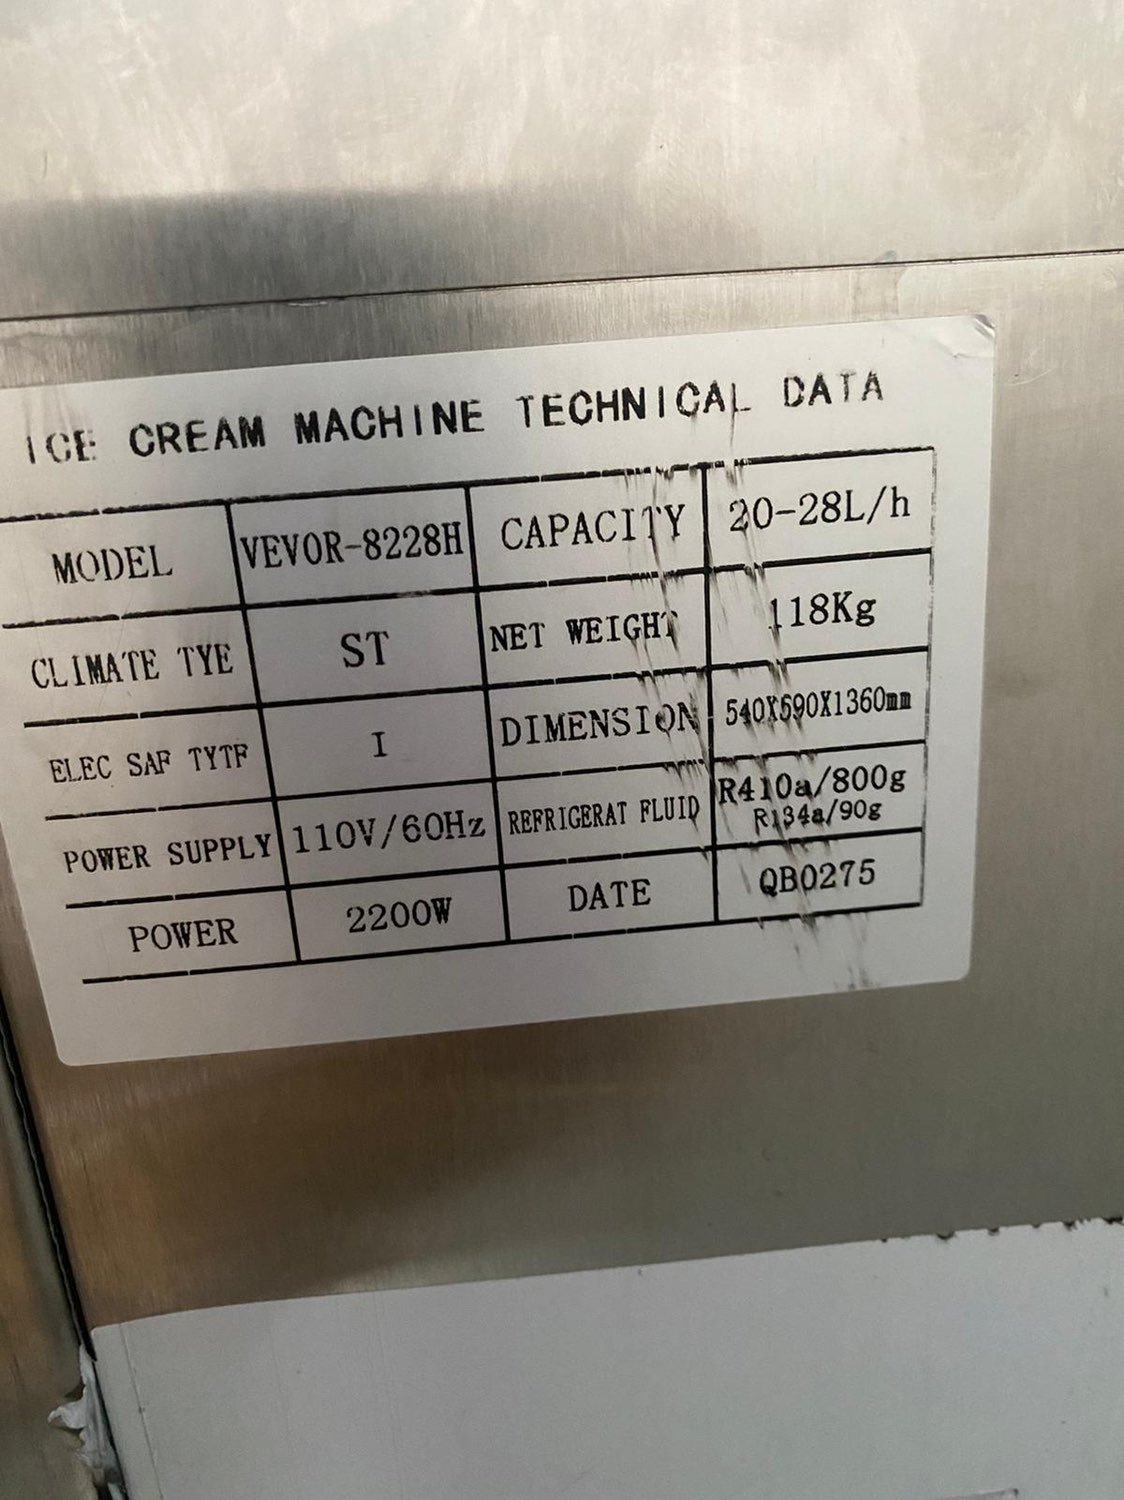 ICE CREAM MACHINE TECHNICAL DATA
MODEL VEVOR-8228H CAPACITY 20-28L/h
CLIMATE TYE ST NET WEIGHT 118Kg
ELEC SAF TYTF I DIMENSION 540X590X1360mm
POWER SUPPLY 110V/60Hz REFRIGERAT FLUID R410a/800g
R134a/90g
POWER 2200W DATE QB0275